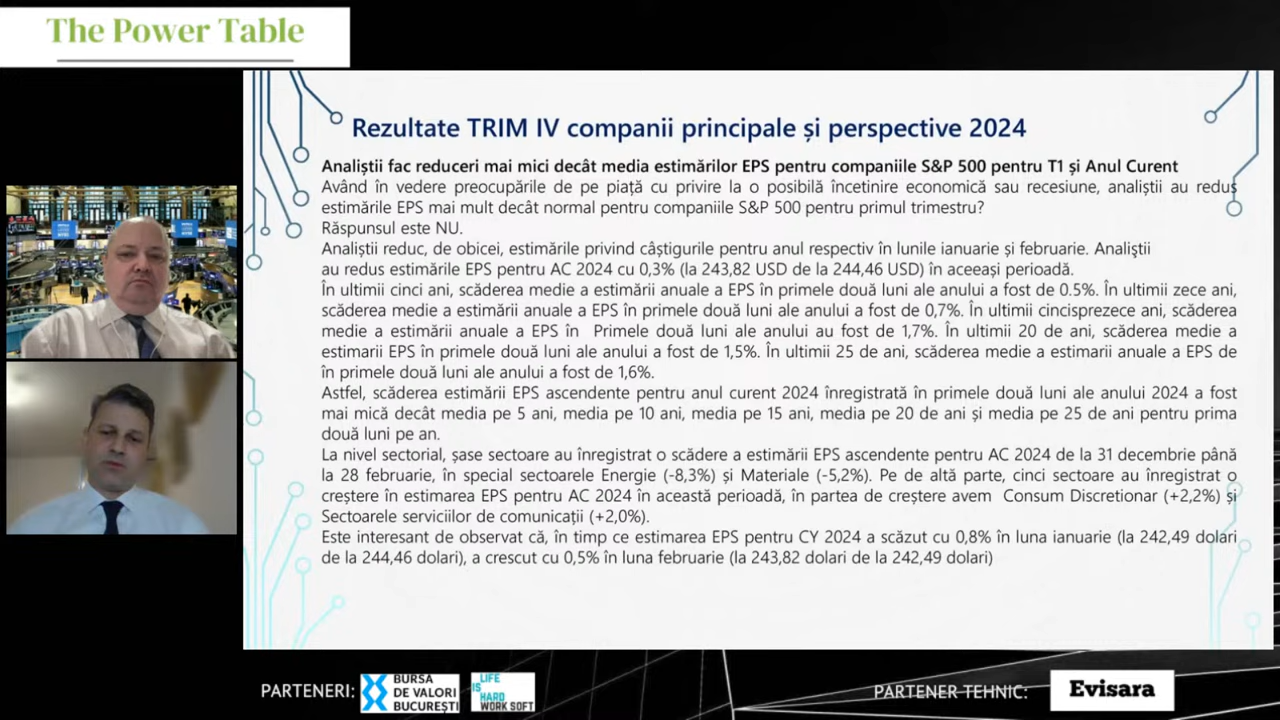 The Power Table
Rezultate TRIM IV companii principale și perspective 2024
Analiștii fac reduceri mai mici decât media estimărilor EPS pentru companiile S&P 500 pentru T1 și Anul Curent
Având în vedere preocupările de pe piață cu privire la o posibilă încetinire economică sau recesiune, analiștii au redus
estimările EPS mai mult decât normal pentru companiile S&P 500 pentru primul trimestru?
Răspunsul este NU.
Analiștii reduc, de obicei, estimările privind câștigurile pentru anul respectiv în lunile ianuarie și februarie. Analiștii
au redus estimările EPS pentru AC 2024 cu 0,3% (la 243,82 USD de la 244,46 USD) în aceeași perioadă.
În ultimii cinci ani, scăderea medie a estimării anuale a EPS în primele două luni ale anului a fost de 0.5%. În ultimii zece ani,
scăderea medie a estimării anuale a EPS în primele două luni ale anului a fost de 0,7%. În ultimii cincisprezece ani, scăderea
medie a estimării anuale a EPS în Primele două luni ale anului au fost de 1,7%. În ultimii 20 de ani, scăderea medie a
estimarii EPS în primele două luni ale anului a fost de 1,5%. În ultimii 25 de ani, scăderea medie a estimarii anuale a EPS de
în primele două luni ale anului a fost de 1,6%.
Astfel, scăderea estimării EPS ascendente pentru anul curent 2024 înregistrată în primele două luni ale anului 2024 a fost
mai mică decât media pe 5 ani, media pe 10 ani, media pe 15 ani, media pe 20 de ani și media pe 25 de ani pentru prima
două luni pe an.
La nivel sectorial, șase sectoare au înregistrat o scădere a estimării EPS ascendente pentru AC 2024 de la 31 decembrie până
la 28 februarie, în special sectoarele Energie (-8,3%) și Materiale (-5,2%). Pe de altă parte, cinci sectoare au înregistrat o
creștere în estimarea EPS pentru AC 2024 în această perioadă, în partea de creștere avem Consum Discretionar (+2,2%) și
Sectoarele serviciilor de comunicații (+2,0%).
Este interesant de observat că, în timp ce estimarea EPS pentru CY 2024 a scăzut cu 0,8% în luna ianuarie (la 242,49 dolari
de la 244,46 dolari), a crescut cu 0,5% în luna februarie (la 243,82 dolari de la 242,49 dolari)
PARTENERI:
BURSA
DE VALORI
BUCUREȘTI
LIFE
IS
HARD
WORK SOFT
PARTENER TEHNIC:
Evisara